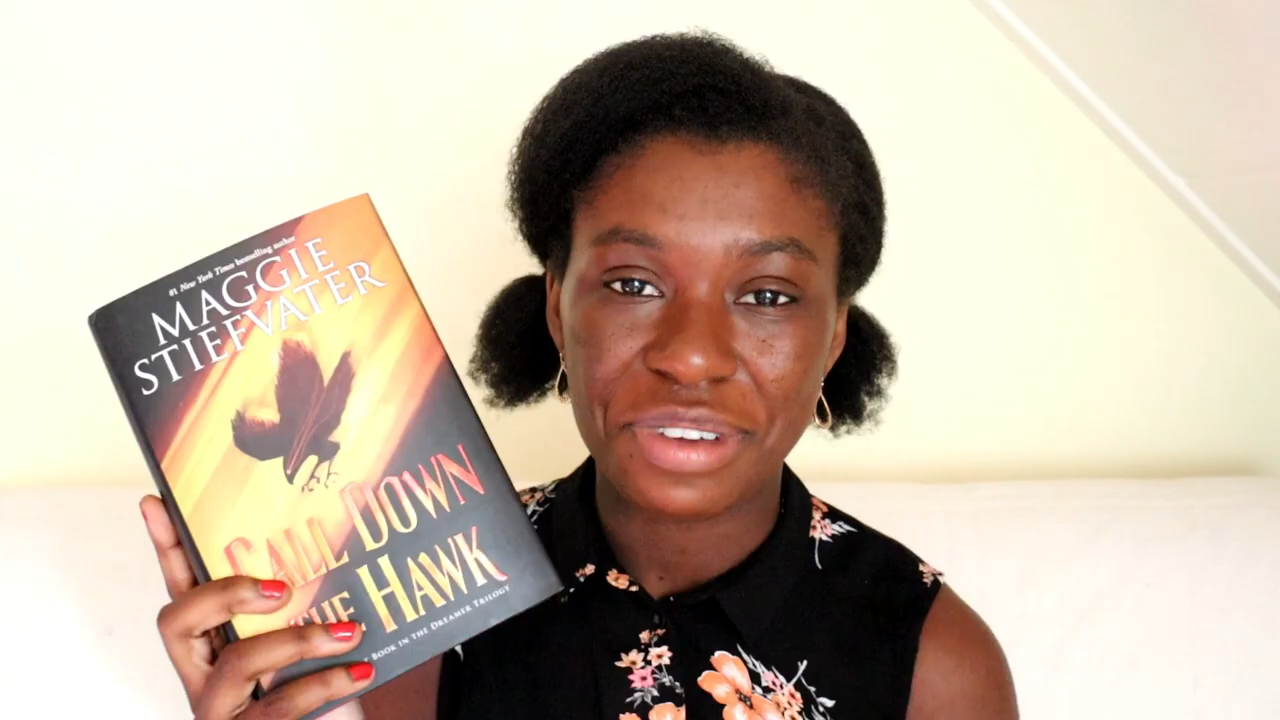 #1 New York Times bestselling author
MAGGIE
STIEFVATER
CALL DOWN
THE HAWK
BOOK IN THE DREAMER TRILOGY